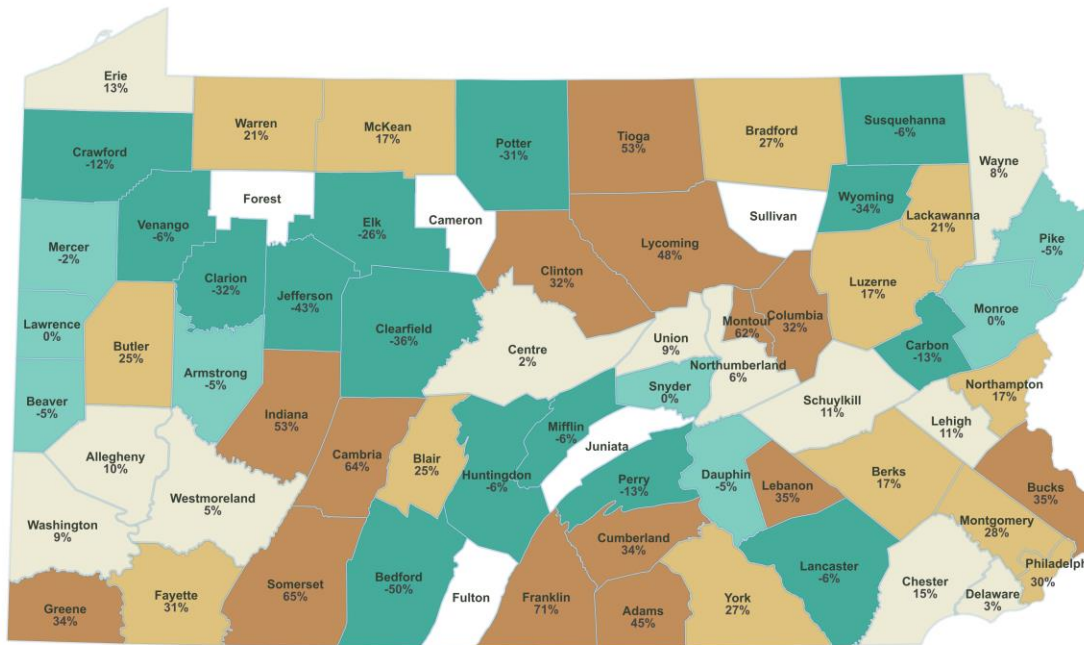 Erie
13%
Warren
21%
McKean
17%
Potter
-31%
Tioga
53%
Bradford
27%
Susquehanna
-6%
Wayne
8%
Crawford
-12%
Forest
Venango
-6%
Elk
-26%
Cameron
Sullivan
Wyoming
-34%
Lackawanna
21%
Pike
-5%
Mercer
-2%
Clarion
-32%
Jefferson
-43%
Clinton
32%
Lycoming
48%
Luzerne
17%
Monroe
0%
Lawrence
0%
Butler
25%
Clearfield
-36%
Centre
2%
Union
9%
Montour
62%
Columbia
32%
Carbon
-13%
Armstrong
-5%
Northumberland
6%
Snyder
0%
Northampton
17%
Beaver
-5%
Indiana
53%
Schuylkill
11%
Lehigh
11%
Mifflin
-6%
Juniata
Allegheny
10%
Cambria
64%
Blair
25%
Huntingdon
-6%
Perry
-13%
Dauphin
-5%
Lebanon
35%
Berks
17%
Bucks
35%
Westmoreland
5%
Washington
9%
Cumberland
34%
Montgomery
28%
Philadelph
30%
Greene
34%
Fayette
31%
Somerset
65%
Bedford
-50%
Fulton
Franklin
71%
Adams
45%
York
27%
Lancaster
-6%
Chester
15%
Delaware
3%